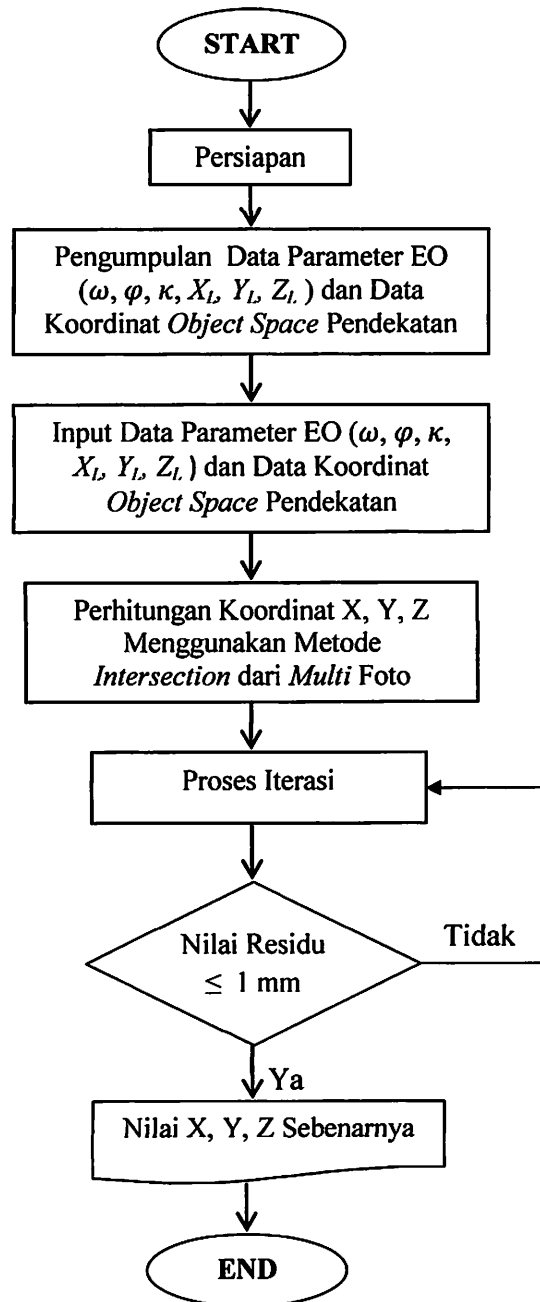 START
Persiapan
Pengumpulan Data Parameter EO
(ω, φ, κ, X_L, Y_L, Z_L ) dan Data
Koordinat Object Space Pendekatan
Input Data Parameter EO (ω, φ, κ,
X_L, Y_L, Z_L ) dan Data Koordinat
Object Space Pendekatan
Perhitungan Koordinat X, Y, Z
Menggunakan Metode
Intersection dari Multi Foto
Proses Iterasi
Nilai Residu
≤ 1 mm
Tidak
Ya
Nilai X, Y, Z Sebenarnya
END